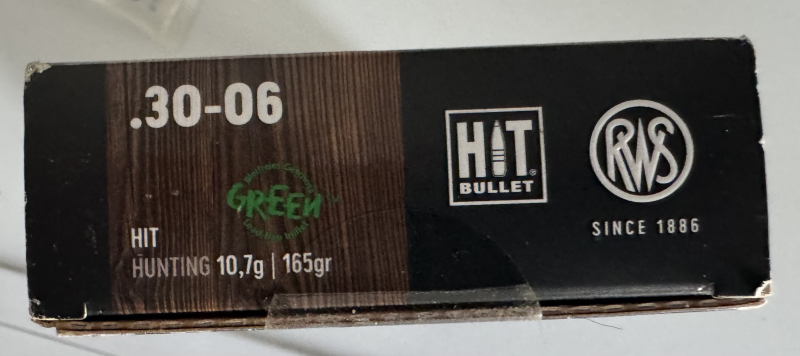 .30-06
GREEN
HIT
HUNTING 10,7g | 165gr
HIT®
BULLET
RWS
SINCE 1886